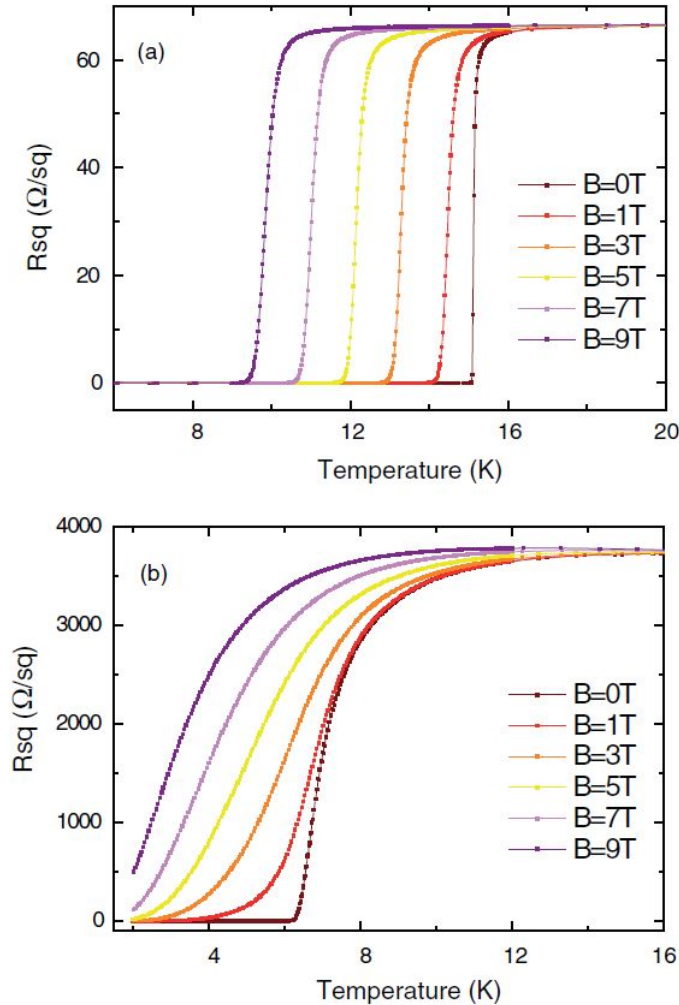 (a)
60
40
20
0
Rsq (Ω/sq)
B=0T
B=1T
B=3T
B=5T
B=7T
B=9T
8 12 16 20
Temperature (K)
4000
(b)
3000
2000
1000
0
Rsq (Ω/sq)
B=0T
B=1T
B=3T
B=5T
B=7T
B=9T
4 8 12 16
Temperature (K)